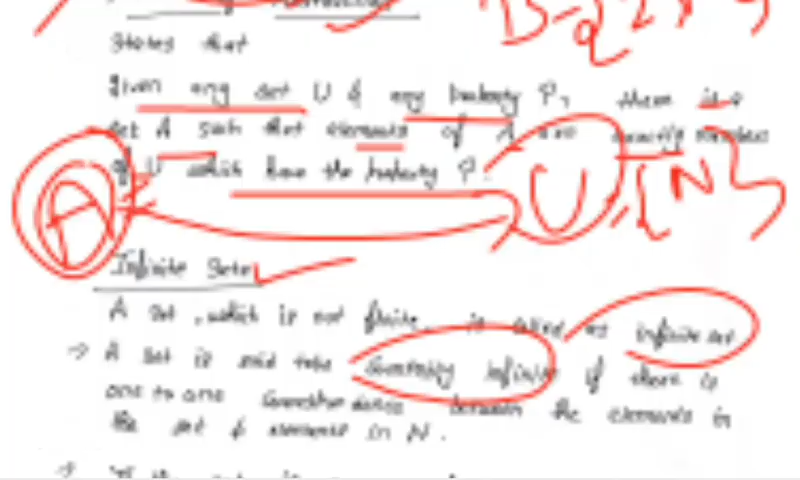 States that
Given any set U & any property P, there is a
set A such that elements of A are exactly members
of U which have the property P.
A U {N}
Infinite Sets
A set, which is not finite, is called as infinite set
→ A set is said to be Countably infinite if there is
one to one between the elements in
the set & elements in N.